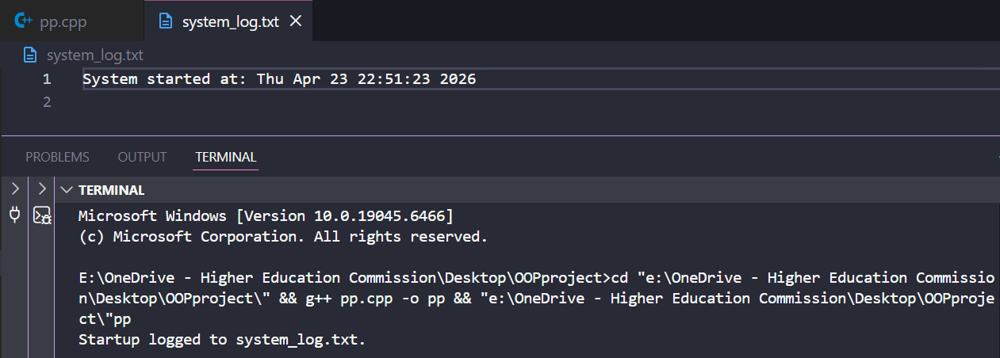 pp.cpp
system_log.txt
system_log.txt
1 System started at: Thu Apr 23 22:51:23 2026
2
PROBLEMS OUTPUT TERMINAL
TERMINAL
Microsoft Windows [Version 10.0.19045.6466]
(c) Microsoft Corporation. All rights reserved.
E:\OneDrive - Higher Education Commission\Desktop\OOPproject>cd "e:\OneDrive - Higher Education Commissio
n\Desktop\OOPproject\" && g++ pp.cpp -o pp && "e:\OneDrive - Higher Education Commission\Desktop\OOPproje
ct\"pp
Startup logged to system_log.txt.